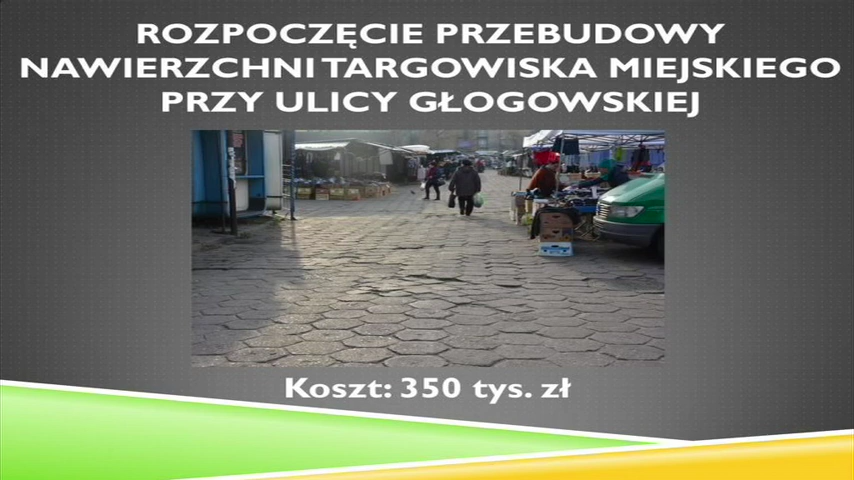 ROZPOCZĘCIE PRZEBUDOWY
NAWIERZCHNI TARGOWISKA MIEJSKIEGO
PRZY ULICY GŁOGOWSKIEJ
Koszt: 350 tys. zł